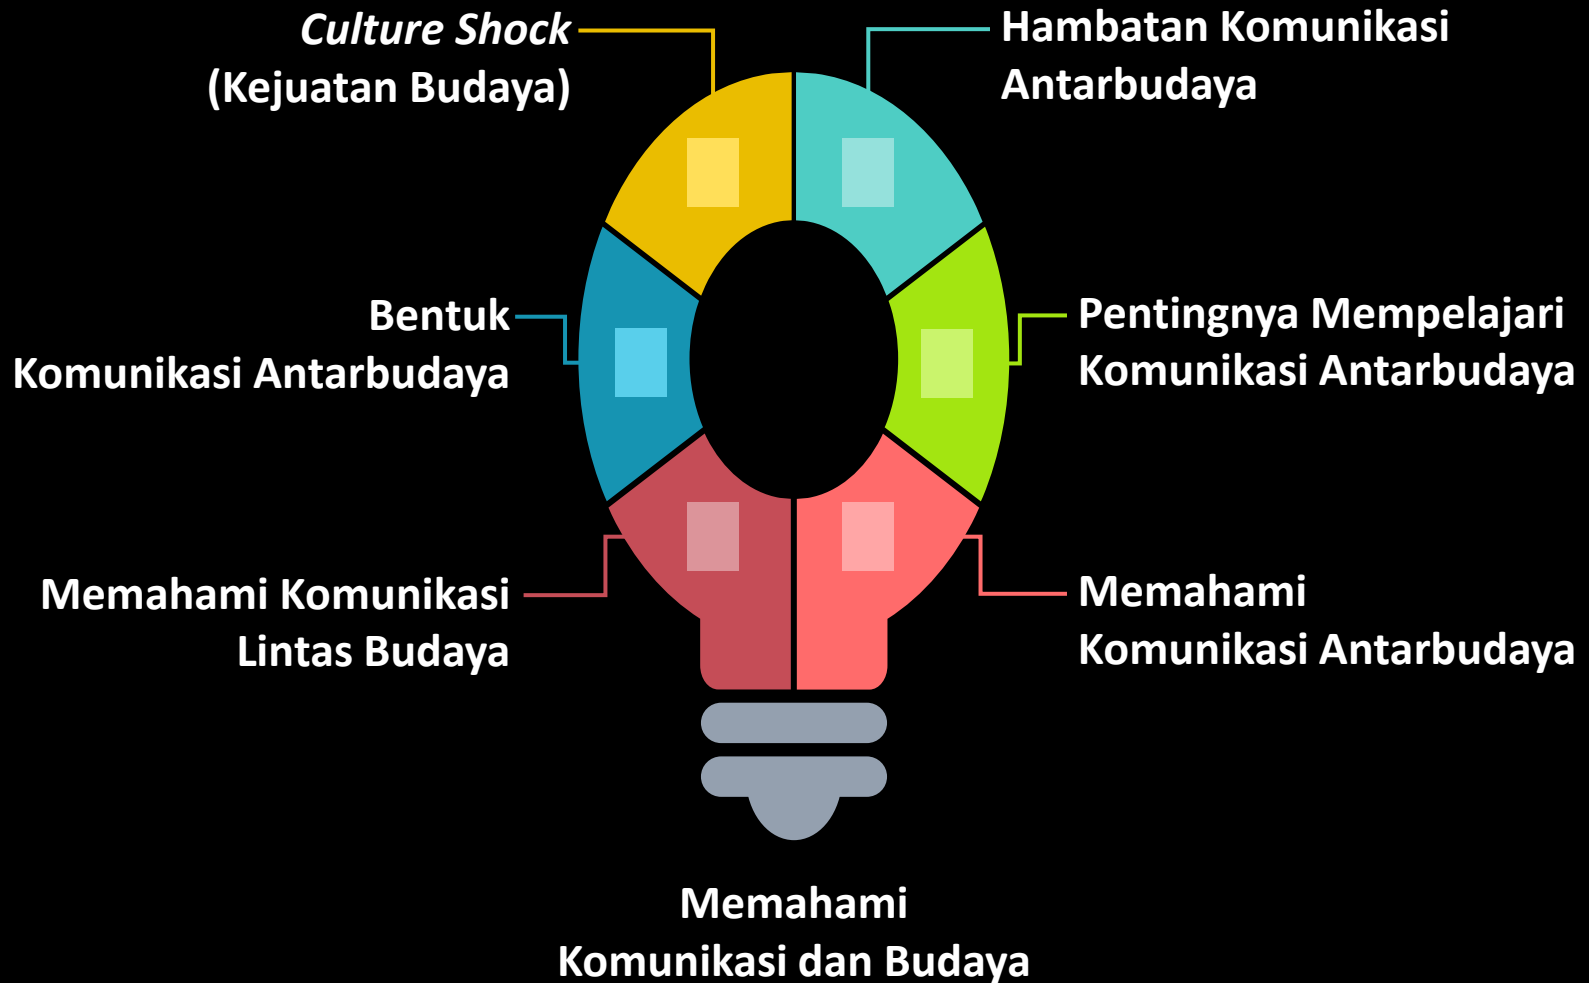 Culture Shock
(Kejuatan Budaya)
Hambatan Komunikasi
Antarbudaya
Bentuk
Komunikasi Antarbudaya
Pentingnya Mempelajari
Komunikasi Antarbudaya
Memahami Komunikasi
Lintas Budaya
Memahami
Komunikasi Antarbudaya
Memahami
Komunikasi dan Budaya